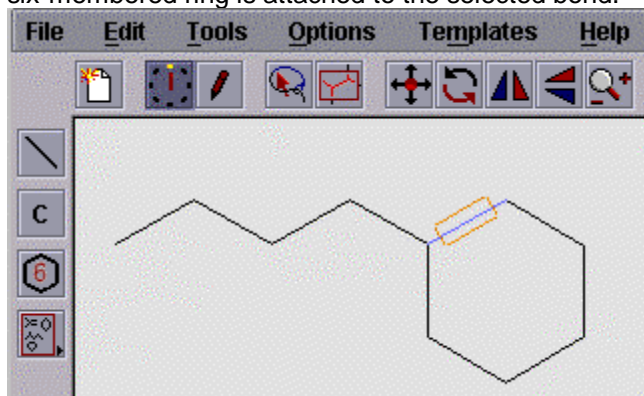 six-membered ring is attached to the selected bond.
File Edit Tools Options Templates Help
C
6